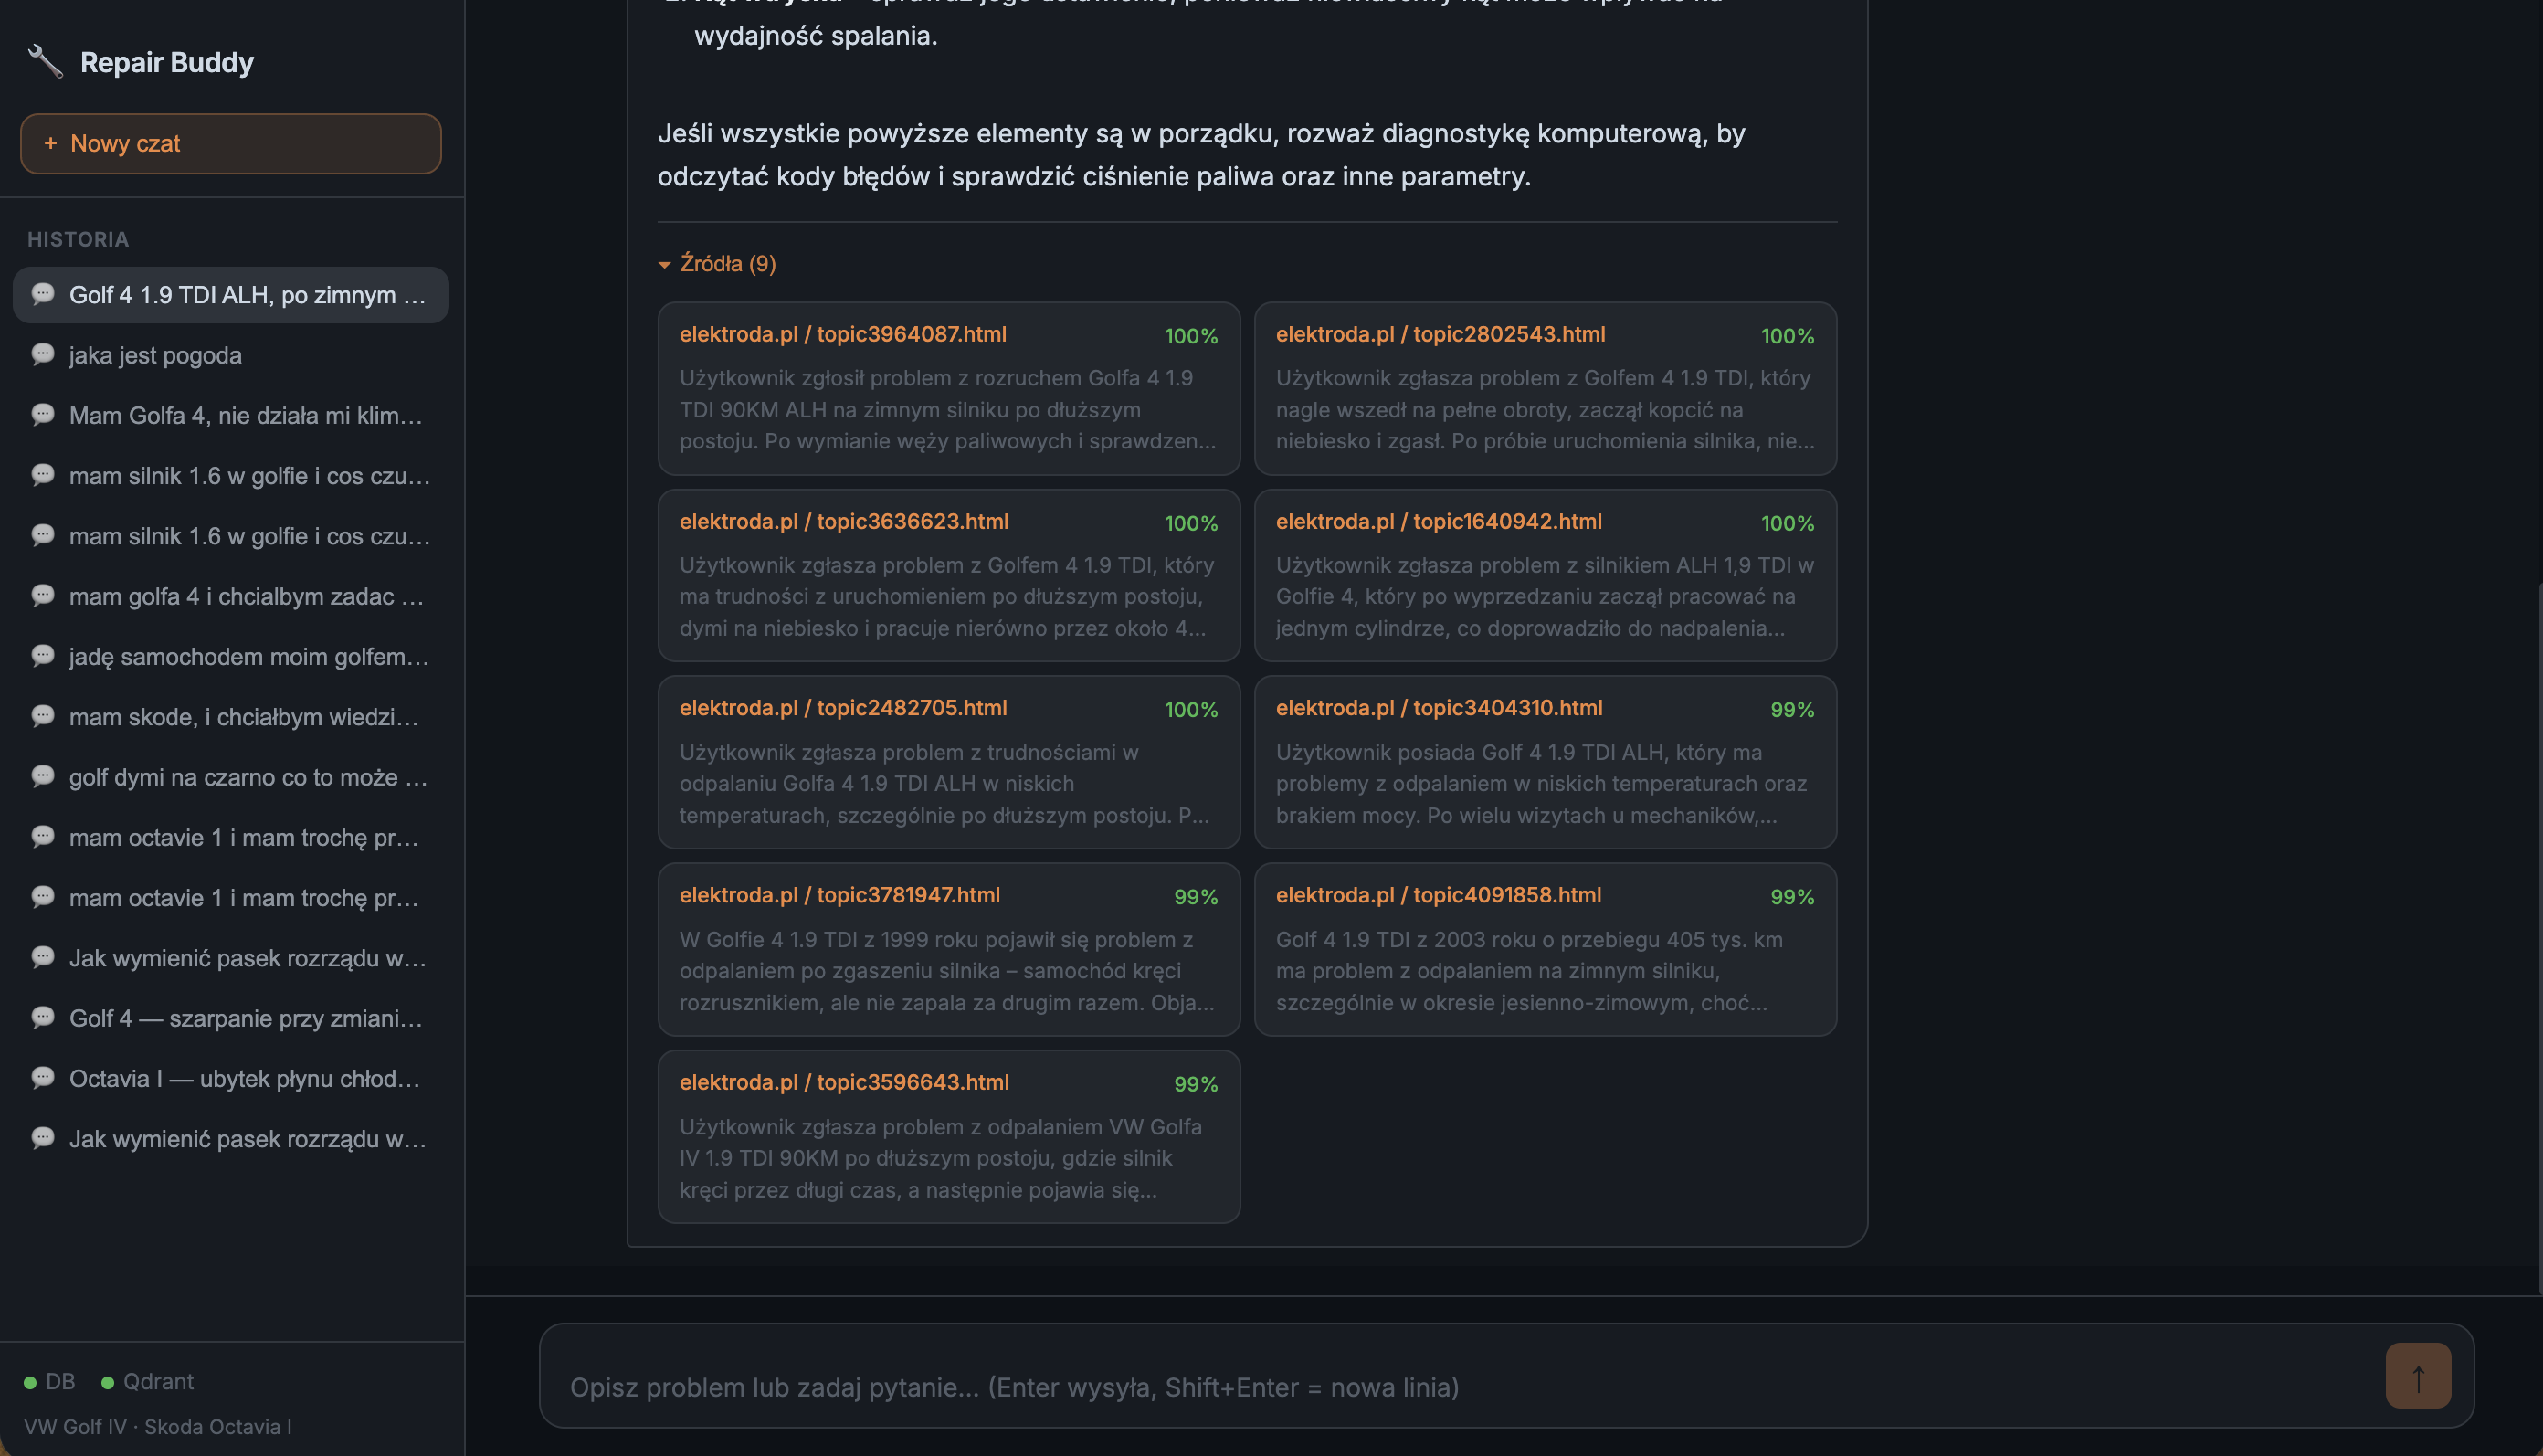 Repair Buddy
+ Nowy czat
HISTORIA
Golf 4 1.9 TDI ALH, po zimnym ...
jaka jest pogoda
Mam Golfa 4, nie działa mi klim...
mam silnik 1.6 w golfie i cos czu...
mam silnik 1.6 w golfie i cos czu...
mam golfa 4 i chcialbym zadac ...
jadę samochodem moim golfem...
mam skode, i chciałbym wiedzi...
golf dymi na czarno co to może ...
mam octavie 1 i mam trochę pr...
mam octavie 1 i mam trochę pr...
Jak wymienić pasek rozrządu w...
Golf 4 — szarpanie przy zmiani...
Octavia I — ubytek płynu chłod...
Jak wymienić pasek rozrządu w...
DB Qdrant
VW Golf IV · Skoda Octavia I
wydajność spalania.
Jeśli wszystkie powyższe elementy są w porządku, rozważ diagnostykę komputerową, by
odczytać kody błędów i sprawdzić ciśnienie paliwa oraz inne parametry.
Źródła (9)
elektroda.pl / topic3964087.html 100%
Użytkownik zgłosił problem z rozruchem Golfa 4 1.9
TDI 90KM ALH na zimnym silniku po dłuższym
postoju. Po wymianie węży paliwowych i sprawdzen...
elektroda.pl / topic2802543.html 100%
Użytkownik zgłasza problem z Golfem 4 1.9 TDI, który
nagle wszedł na pełne obroty, zaczął kopcić na
niebiesko i zgasł. Po próbie uruchomienia silnika, nie...
elektroda.pl / topic3636623.html 100%
Użytkownik zgłasza problem z Golfem 4 1.9 TDI, który
ma trudności z uruchomieniem po dłuższym postoju,
dymi na niebiesko i pracuje nierówno przez około 4...
elektroda.pl / topic1640942.html 100%
Użytkownik zgłasza problem z silnikiem ALH 1,9 TDI w
Golfie 4, który po wyprzedzaniu zaczął pracować na
jednym cylindrze, co doprowadziło do nadpalenia...
elektroda.pl / topic2482705.html 100%
Użytkownik zgłasza problem z trudnościami w
odpalaniu Golfa 4 1.9 TDI ALH w niskich
temperaturach, szczególnie po dłuższym postoju. P...
elektroda.pl / topic3404310.html 99%
Użytkownik posiada Golf 4 1.9 TDI ALH, który ma
problemy z odpalaniem w niskich temperaturach oraz
brakiem mocy. Po wielu wizytach u mechaników,...
elektroda.pl / topic3781947.html 99%
W Golfie 4 1.9 TDI z 1999 roku pojawił się problem z
odpalaniem po zgaszeniu silnika – samochód kręci
rozrusznikiem, ale nie zapala za drugim razem. Obja...
elektroda.pl / topic4091858.html 99%
Golf 4 1.9 TDI z 2003 roku o przebiegu 405 tys. km
ma problem z odpalaniem na zimnym silniku,
szczególnie w okresie jesienno-zimowym, choć...
elektroda.pl / topic3596643.html 99%
Użytkownik zgłasza problem z odpalaniem VW Golfa
IV 1.9 TDI 90KM po dłuższym postoju, gdzie silnik
kręci przez długi czas, a następnie pojawia się...
Opisz problem lub zadaj pytanie... (Enter wysyła, Shift+Enter = nowa linia)